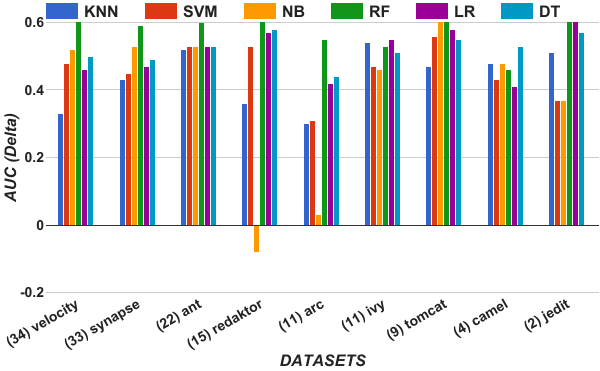 KNN SVM NB RF LR DT
0.6
0.4
0.2
0
-0.2
AUC (Delta)
(34) velocity
(33) synapse
(22) ant
(15) redaktor
(11) arc
(11) ivy
(9) tomcat
(4) camel
(2) jedit
DATASETS